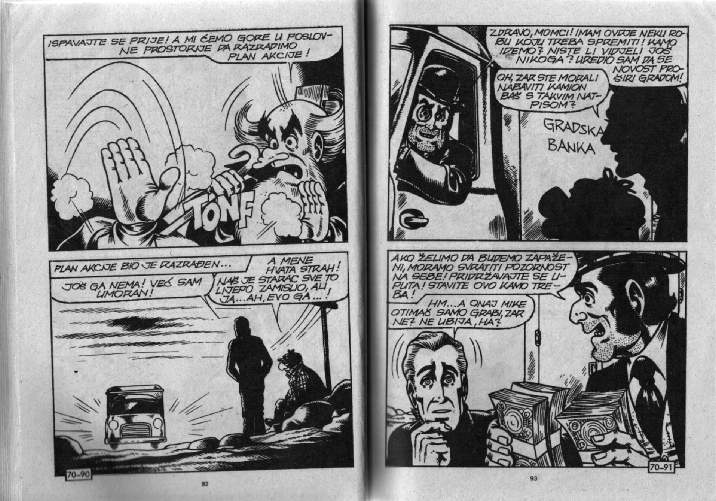 ISPAVAJTE SE PRIJE! A MI ĆEMO GORE U POSLOV-
NE PROSTORIJE DA RAZRADIMO
PLAN AKCIJE!
TONF
PLAN AKCIJE BIO JE RAZRAĐEN...
JOŠ GA NEMA! VEĆ SAM
UMORAN!
A MENE
HVATA STRAH!
NAŠ JE STARAC SVE TO
LIJEPO ZAMISLIO, ALI
JA...AH, EVO GA...!
70-90
92
ZDRAVO, MOMCI! IMAM OVDJE NEKU RO-
BU KOJU TREBA SPREMITI! KAMO
IDEMO? NISTE LI VIDJELI JOŠ
NIKOGA? UREDIO SAM DA SE
NOVOST PRO-
ŠIRI GRADOM!
OH, ZAR STE MORALI
NABAVITI KAMION
BAŠ S TAKVIM NAT-
PISOM?
GRADSKA
BANKA
AKO ŽELIMO DA BUDEMO ZAPAŽE-
NI, MORAMO SVRATITI POZORNOST
NA SEBE! PRIDRŽAVAJTE SE U-
PUTA! STAVITE OVO KAMO TRE-
BA!
HM...A ONAJ MIKE
OTIMAČ SAMO GRABI, ZAR
NE? NE UBIJA, HA?
70-91
93